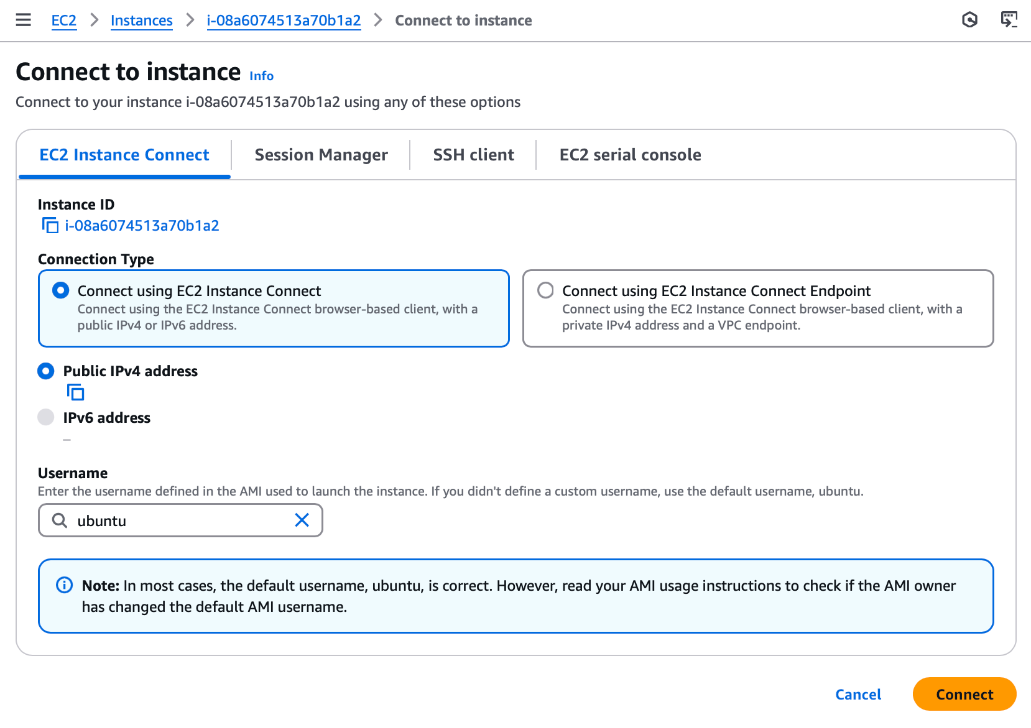 EC2 > Instances > i-08a6074513a70b1a2 > Connect to instance
Connect to instance Info
Connect to your instance i-08a6074513a70b1a2 using any of these options
EC2 Instance Connect Session Manager SSH client EC2 serial console
Instance ID
i-08a6074513a70b1a2
Connection Type
Connect using EC2 Instance Connect
Connect using the EC2 Instance Connect browser-based client, with a
public IPv4 or IPv6 address.
Connect using EC2 Instance Connect Endpoint
Connect using the EC2 Instance Connect browser-based client, with a
private IPv4 address and a VPC endpoint.
Public IPv4 address
IPv6 address
–
Username
Enter the username defined in the AMI used to launch the instance. If you didn't define a custom username, use the default username, ubuntu.
ubuntu
Note: In most cases, the default username, ubuntu, is correct. However, read your AMI usage instructions to check if the AMI owner
has changed the default AMI username.
Cancel Connect